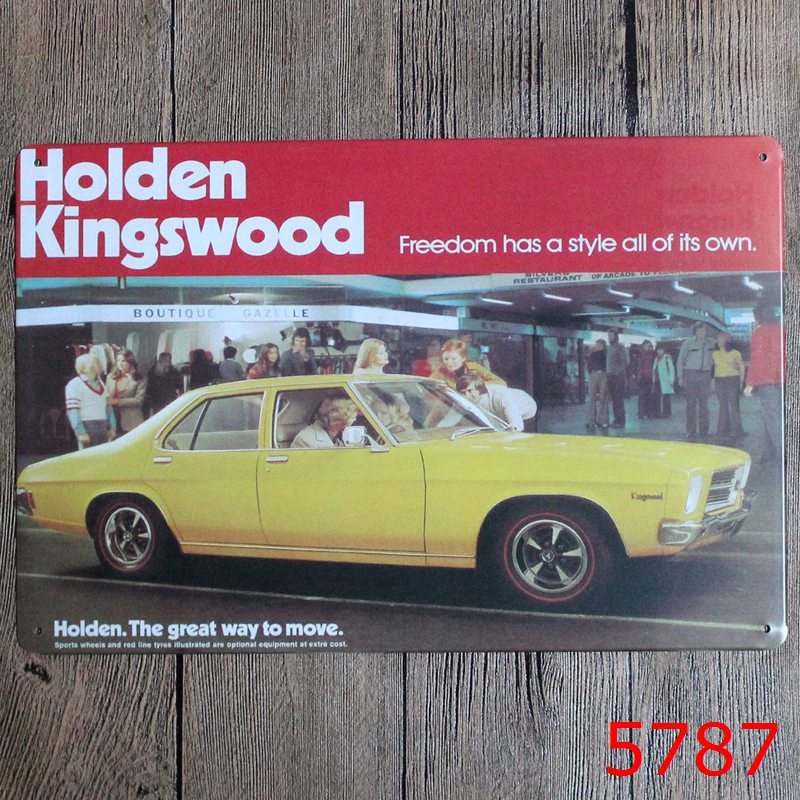 Holden
Kingswood
Freedom has a style all of its own.
RESTAURANT OF ARCADE TO
BOUTIQUE GAZELLE
Kingswood
Holden. The great way to move.
Sports wheels and red line tyres illustrated are optional equipment at extra cost.
5787